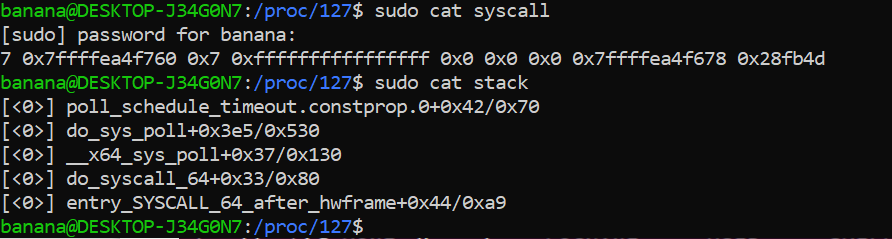 banana@DESKTOP-J34G0N7:/proc/127$ sudo cat syscall
[sudo] password for banana:
7 0x7ffffea4f760 0x7 0xffffffffffffffff 0x0 0x0 0x0 0x7ffffea4f678 0x28fb4d
banana@DESKTOP-J34G0N7:/proc/127$ sudo cat stack
[<0>] poll_schedule_timeout.constprop.0+0x42/0x70
[<0>] do_sys_poll+0x3e5/0x530
[<0>] __x64_sys_poll+0x37/0x130
[<0>] do_syscall_64+0x33/0x80
[<0>] entry_SYSCALL_64_after_hwframe+0x44/0xa9
banana@DESKTOP-J34G0N7:/proc/127$